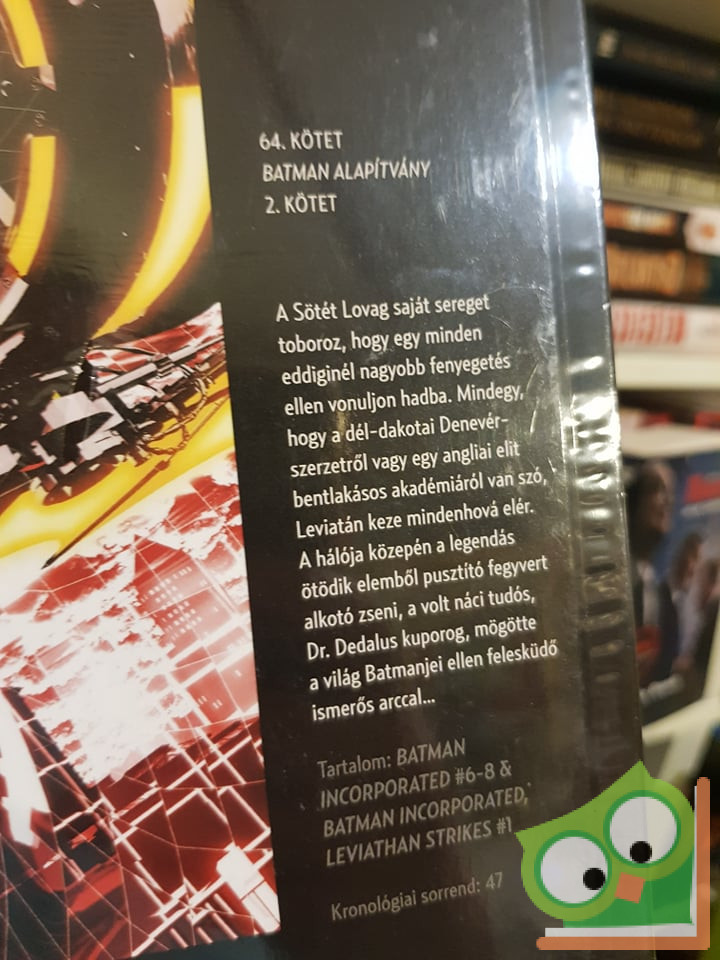 64. KÖTET
BATMAN ALAPÍTVÁNY
2. KÖTET
A Sötét Lovag saját sereget
toboroz, hogy egy minden
eddiginél nagyobb fenyegetés
ellen vonuljon hadba. Mindegy,
hogy a dél-dakotai Denevér-
szerzetről vagy egy angliai elit
bentlakásos akadémiáról van szó,
Leviatán keze mindenhová elér.
A hálója közepén a legendás
ötödik elemből pusztító fegyvert
alkotó zseni, a volt náci tudós,
Dr. Dedalus kuporog, mögötte
a világ Batmanjei ellen felesküdő
ismerős arccal...
Tartalom: BATMAN
INCORPORATED #6-8 &
BATMAN INCORPORATED,
LEVIATHAN STRIKES #1
Kronológiai sorrend: 47